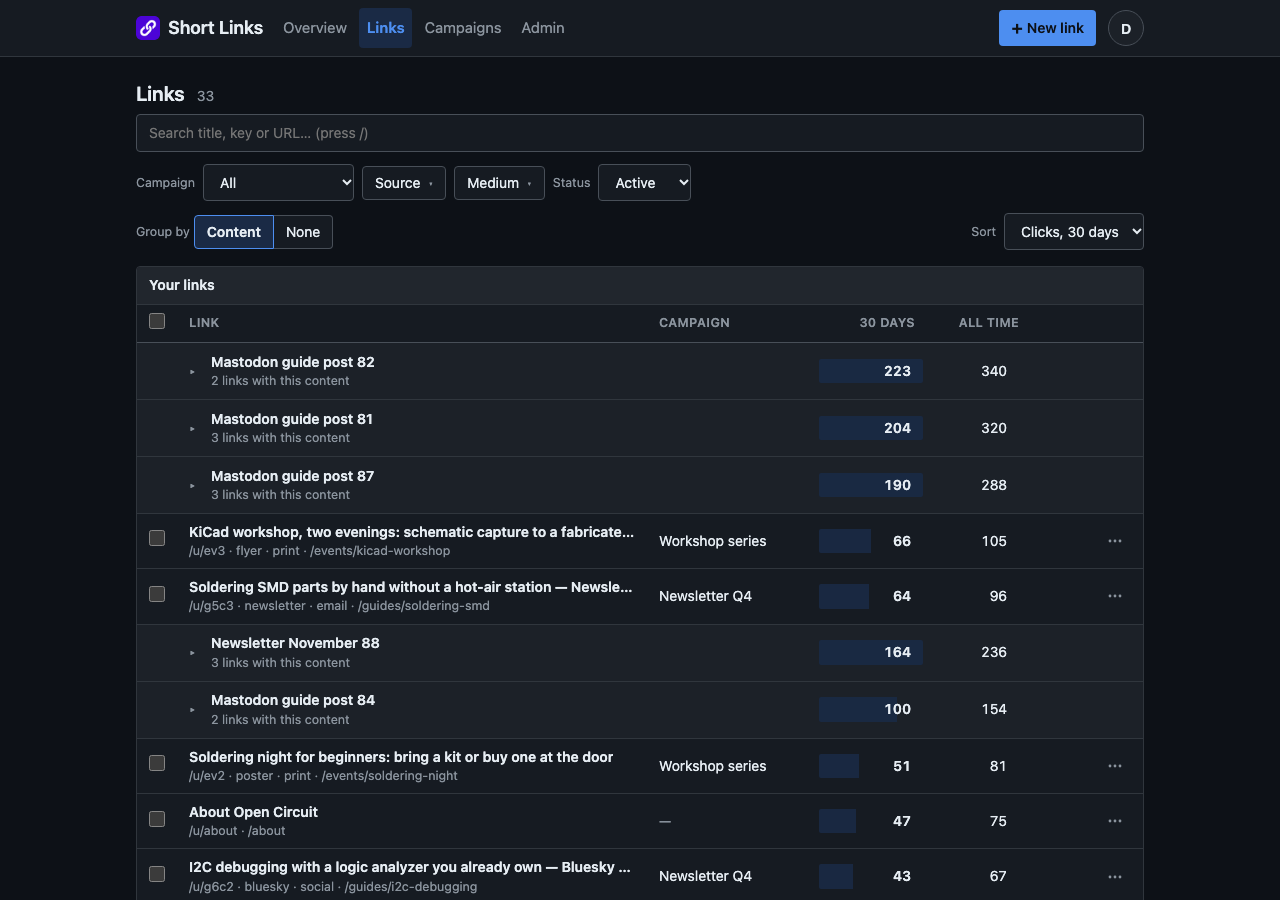 Short Links Overview Links Campaigns Admin + New link D
Links 33
Search title, key or URL... (press /)
Campaign All Source Medium Status Active
Group by Content None Sort Clicks, 30 days
Your links
LINK CAMPAIGN 30 DAYS ALL TIME
Mastodon guide post 82 223 340
2 links with this content
Mastodon guide post 81 204 320
3 links with this content
Mastodon guide post 87 190 288
3 links with this content
KiCad workshop, two evenings: schematic capture to a fabricate... Workshop series 66 105 ···
/u/ev3 · flyer · print · /events/kicad-workshop
Soldering SMD parts by hand without a hot-air station — Newsle... Newsletter Q4 64 96 ···
/u/g5c3 · newsletter · email · /guides/soldering-smd
Newsletter November 88 164 236
3 links with this content
Mastodon guide post 84 100 154
2 links with this content
Soldering night for beginners: bring a kit or buy one at the door Workshop series 51 81 ···
/u/ev2 · poster · print · /events/soldering-night
About Open Circuit — 47 75 ···
/u/about · /about
I2C debugging with a logic analyzer you already own — Bluesky ... Newsletter Q4 43 67 ···
/u/g6c2 · bluesky · social · /guides/i2c-debugging